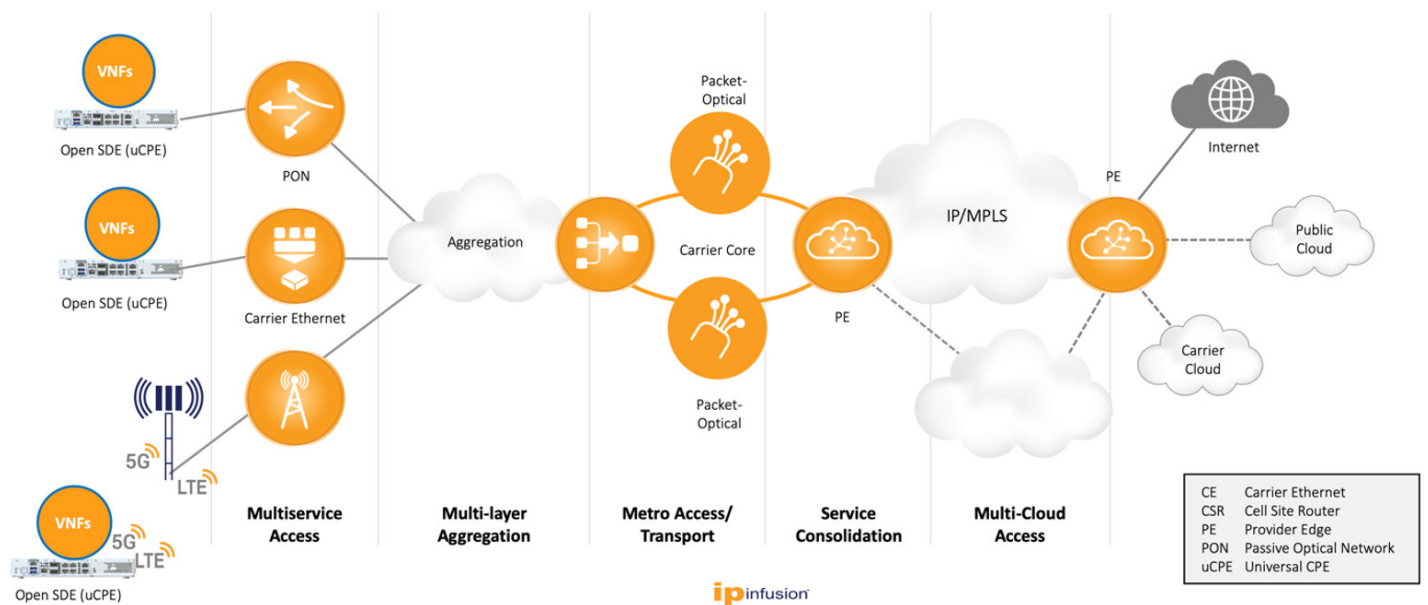 VNFs
Open SDE (uCPE)
PON
VNFs
Open SDE (uCPE)
Carrier Ethernet
5G
LTE
VNFs
5G
LTE
Open SDE (uCPE)
Aggregation
Packet-
Optical
Carrier Core
Packet-
Optical
PE
IP/MPLS
PE
Internet
Public
Cloud
Carrier
Cloud
Multiservice
Access
Multi-layer
Aggregation
Metro Access/
Transport
Service
Consolidation
Multi-Cloud
Access
CE Carrier Ethernet
CSR Cell Site Router
PE Provider Edge
PON Passive Optical Network
uCPE Universal CPE
ipinfusion